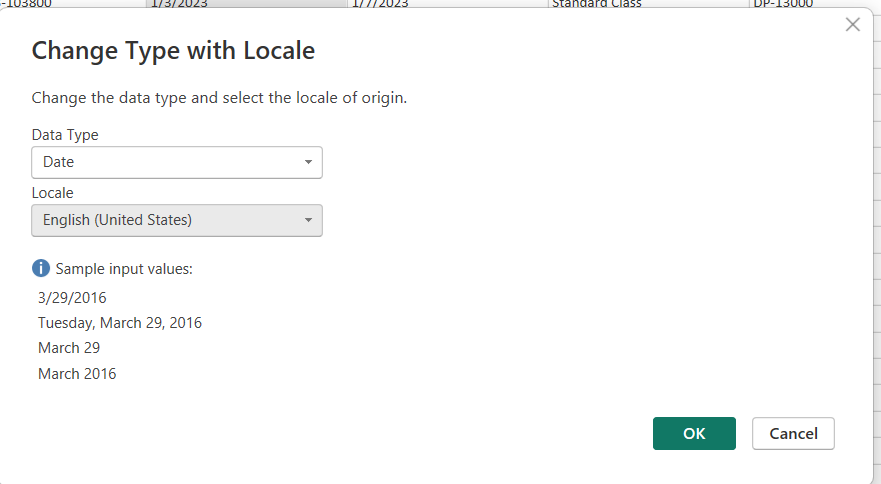 -103800 1/3/2023 1/7/2023 Standard Class DP-13000
Change Type with Locale
Change the data type and select the locale of origin.
Data Type
Date
Locale
English (United States)
Sample input values:
3/29/2016
Tuesday, March 29, 2016
March 29
March 2016
OK Cancel